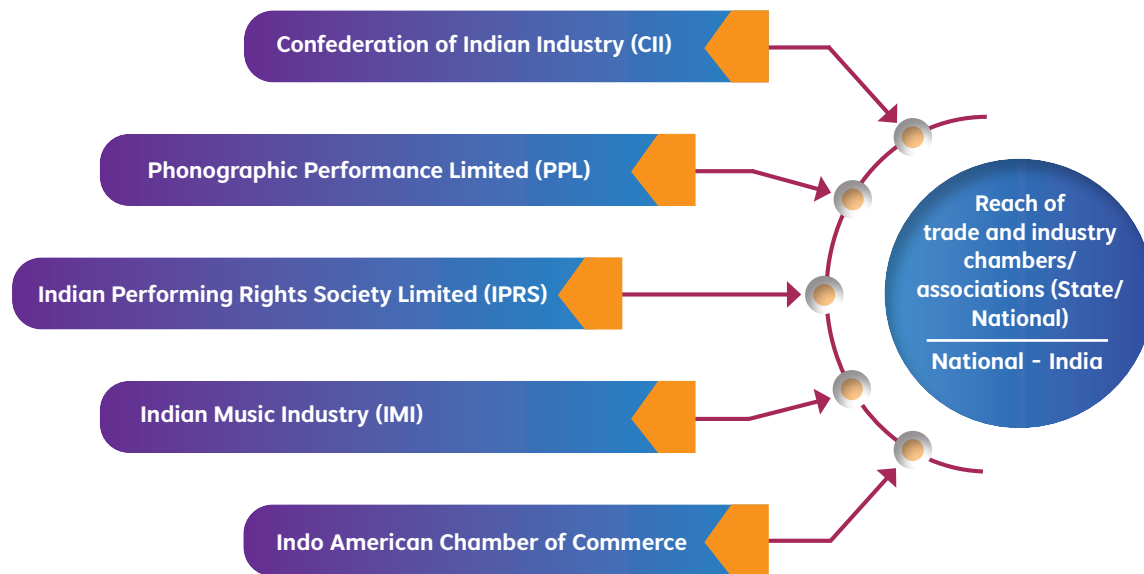 Confederation of Indian Industry (CII)
Phonographic Performance Limited (PPL)
Indian Performing Rights Society Limited (IPRS)
Indian Music Industry (IMI)
Indo American Chamber of Commerce
Reach of
trade and industry
chambers/
associations (State/
National)
National - India